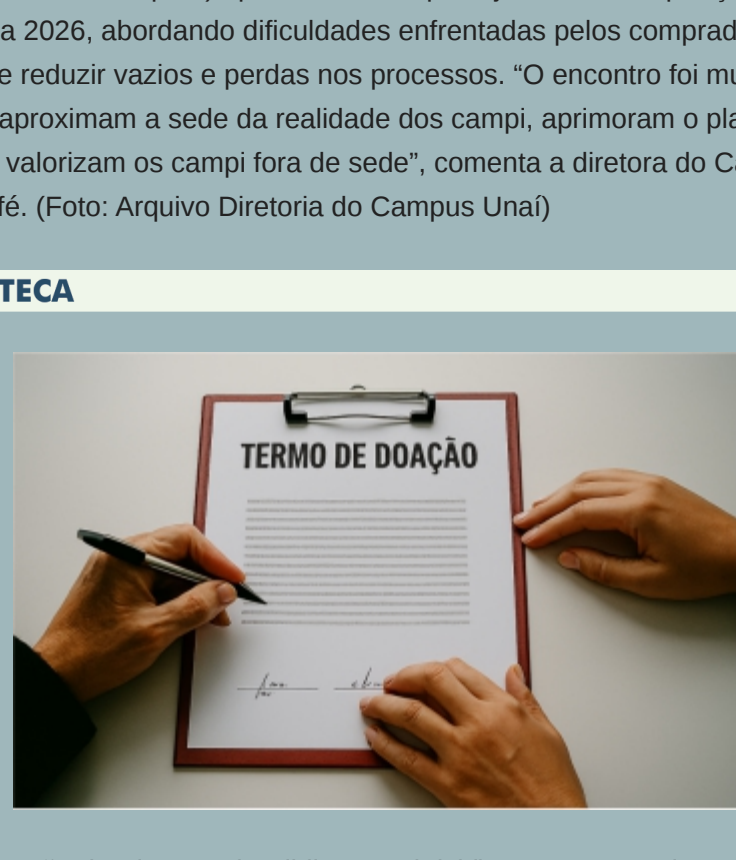 a 2026, abordando dificuldades enfrentadas pelos comprad
e reduzir vazios e perdas nos processos. “O encontro foi mu
aproximam a sede da realidade dos campi, aprimoram o pla
valorizam os campi fora de sede”, comenta a diretora do Ca
fé. (Foto: Arquivo Diretoria do Campus Unaí)
TECA
TERMO DE DOAÇÃO